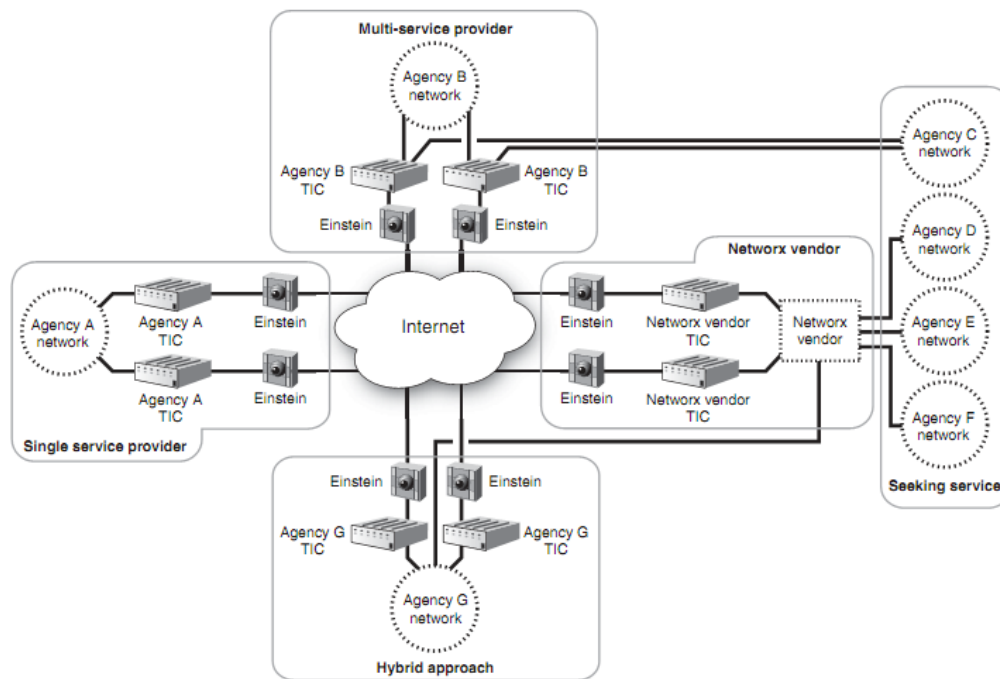 Multi-service provider
Agency B
network
Agency B
TIC
Agency B
TIC
Einstein
Einstein
Agency C
network
Agency D
network
Agency E
network
Agency F
network
Seeking service
Networx vendor
Einstein
Networx vendor
TIC
Networx
vendor
Einstein
Networx vendor
TIC
Internet
Agency A
network
Agency A
TIC
Einstein
Agency A
TIC
Einstein
Single service provider
Einstein
Einstein
Agency G
TIC
Agency G
TIC
Agency G
network
Hybrid approach